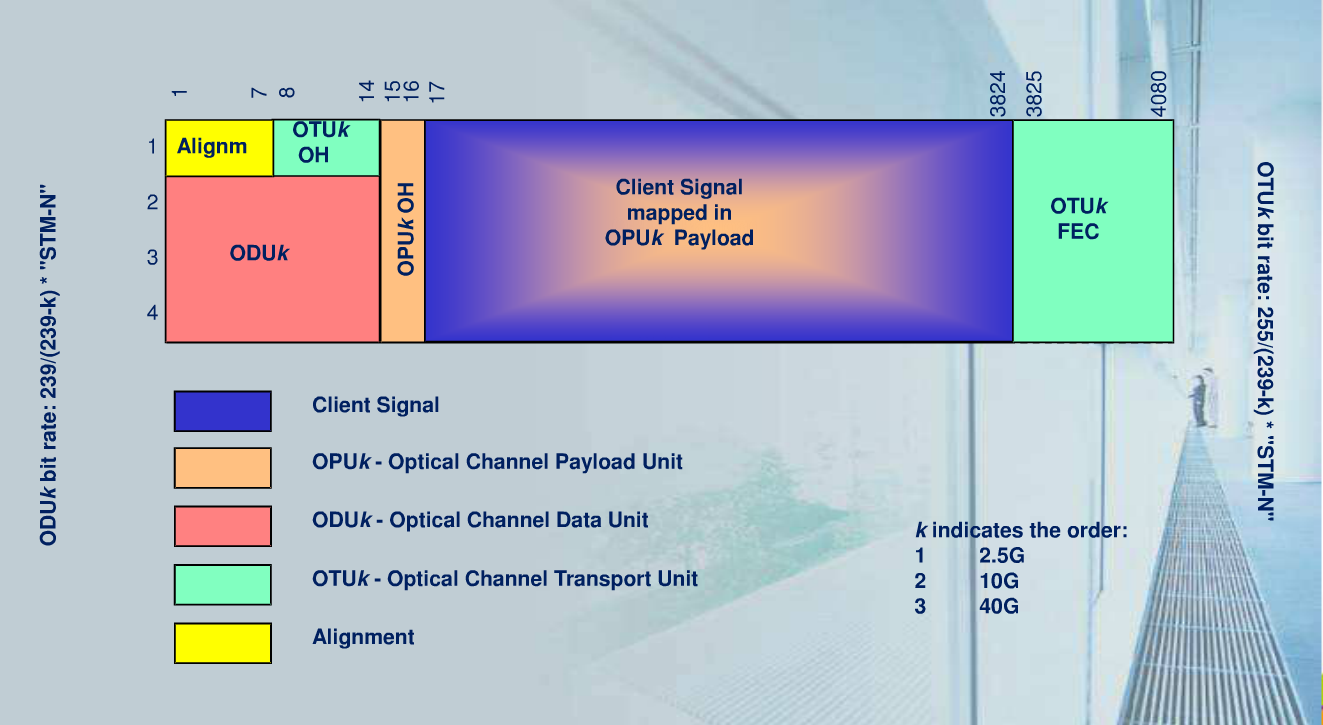 1 7 8 14 15 16 17 3824 3825 4080
1
2
3
4
Alignm
OTUk
OH
ODUk
OPUk OH
Client Signal
mapped in
OPUk Payload
OTUk
FEC
ODUk bit rate: 239/(239-k) * "STM-N"
OTUk bit rate: 255/(239-k) * "STM-N"
Client Signal
OPUk - Optical Channel Payload Unit
ODUk - Optical Channel Data Unit
OTUk - Optical Channel Transport Unit
Alignment
k indicates the order:
1 2.5G
2 10G
3 40G